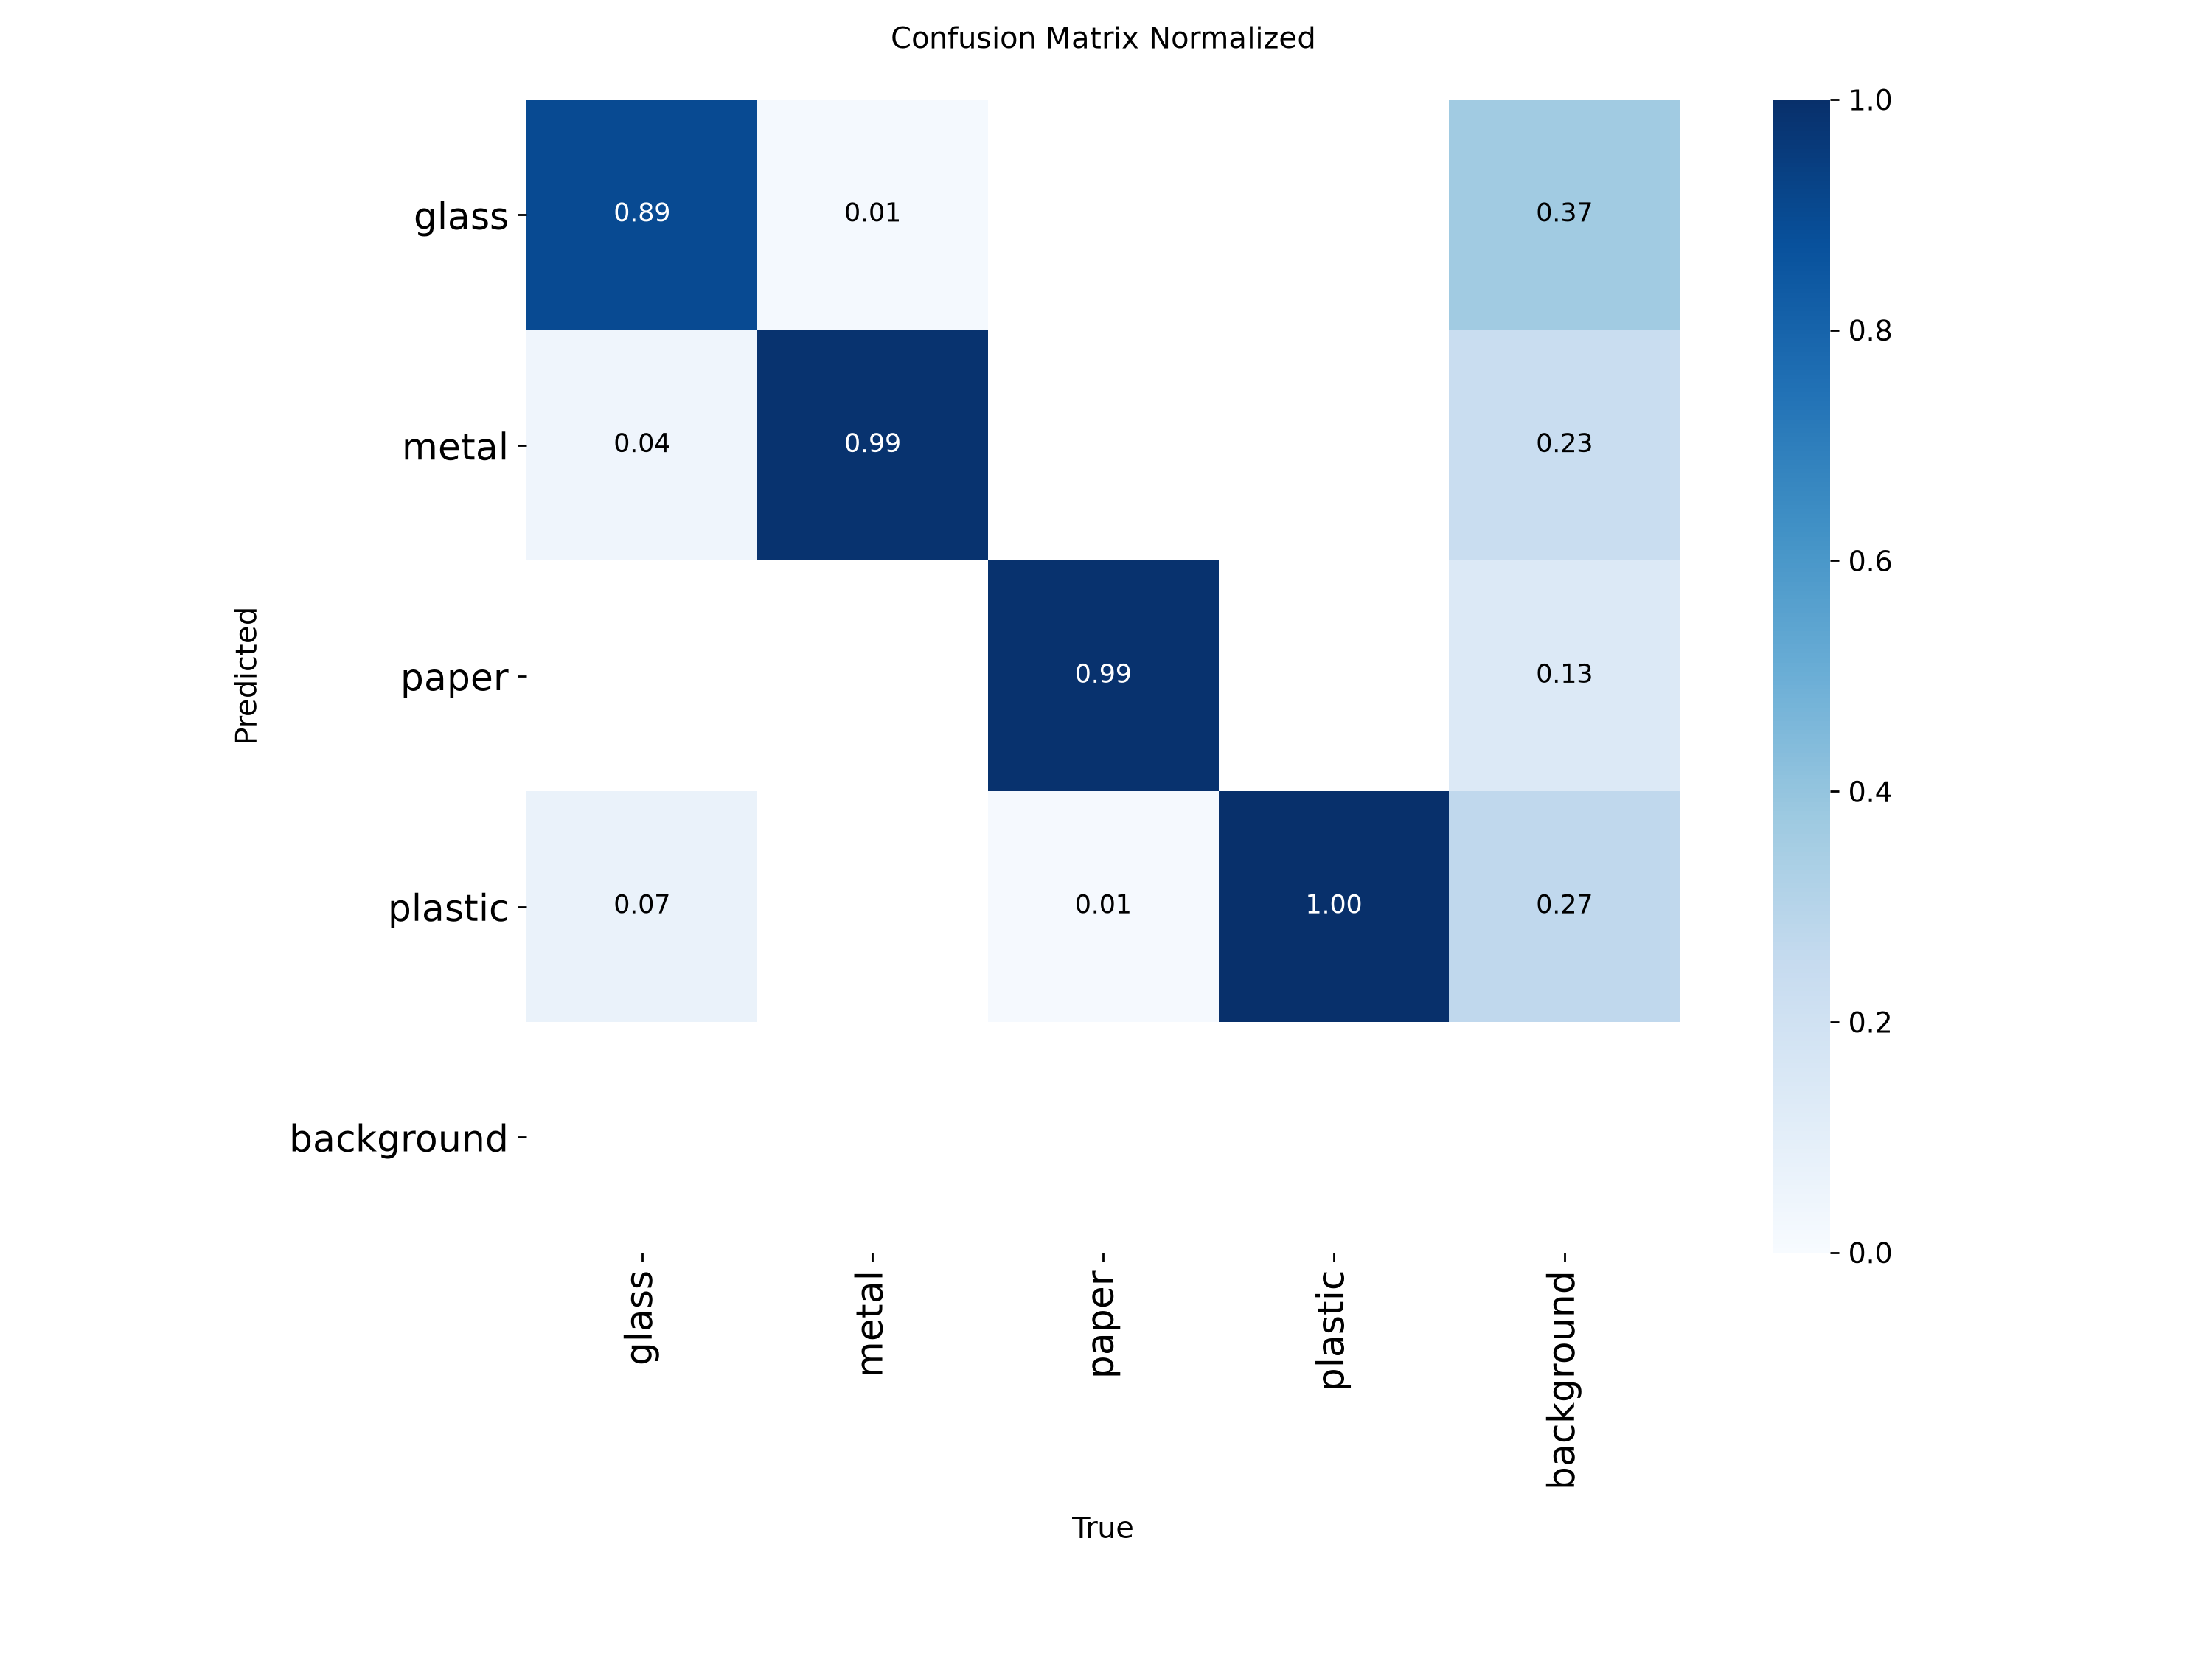 Confusion Matrix Normalized
glass
0.89
0.01
0.37
metal
0.04
0.99
0.23
paper
0.99
0.13
plastic
0.07
0.01
1.00
0.27
background
Predicted
glass
metal
paper
plastic
background
True
1.0
0.8
0.6
0.4
0.2
0.0